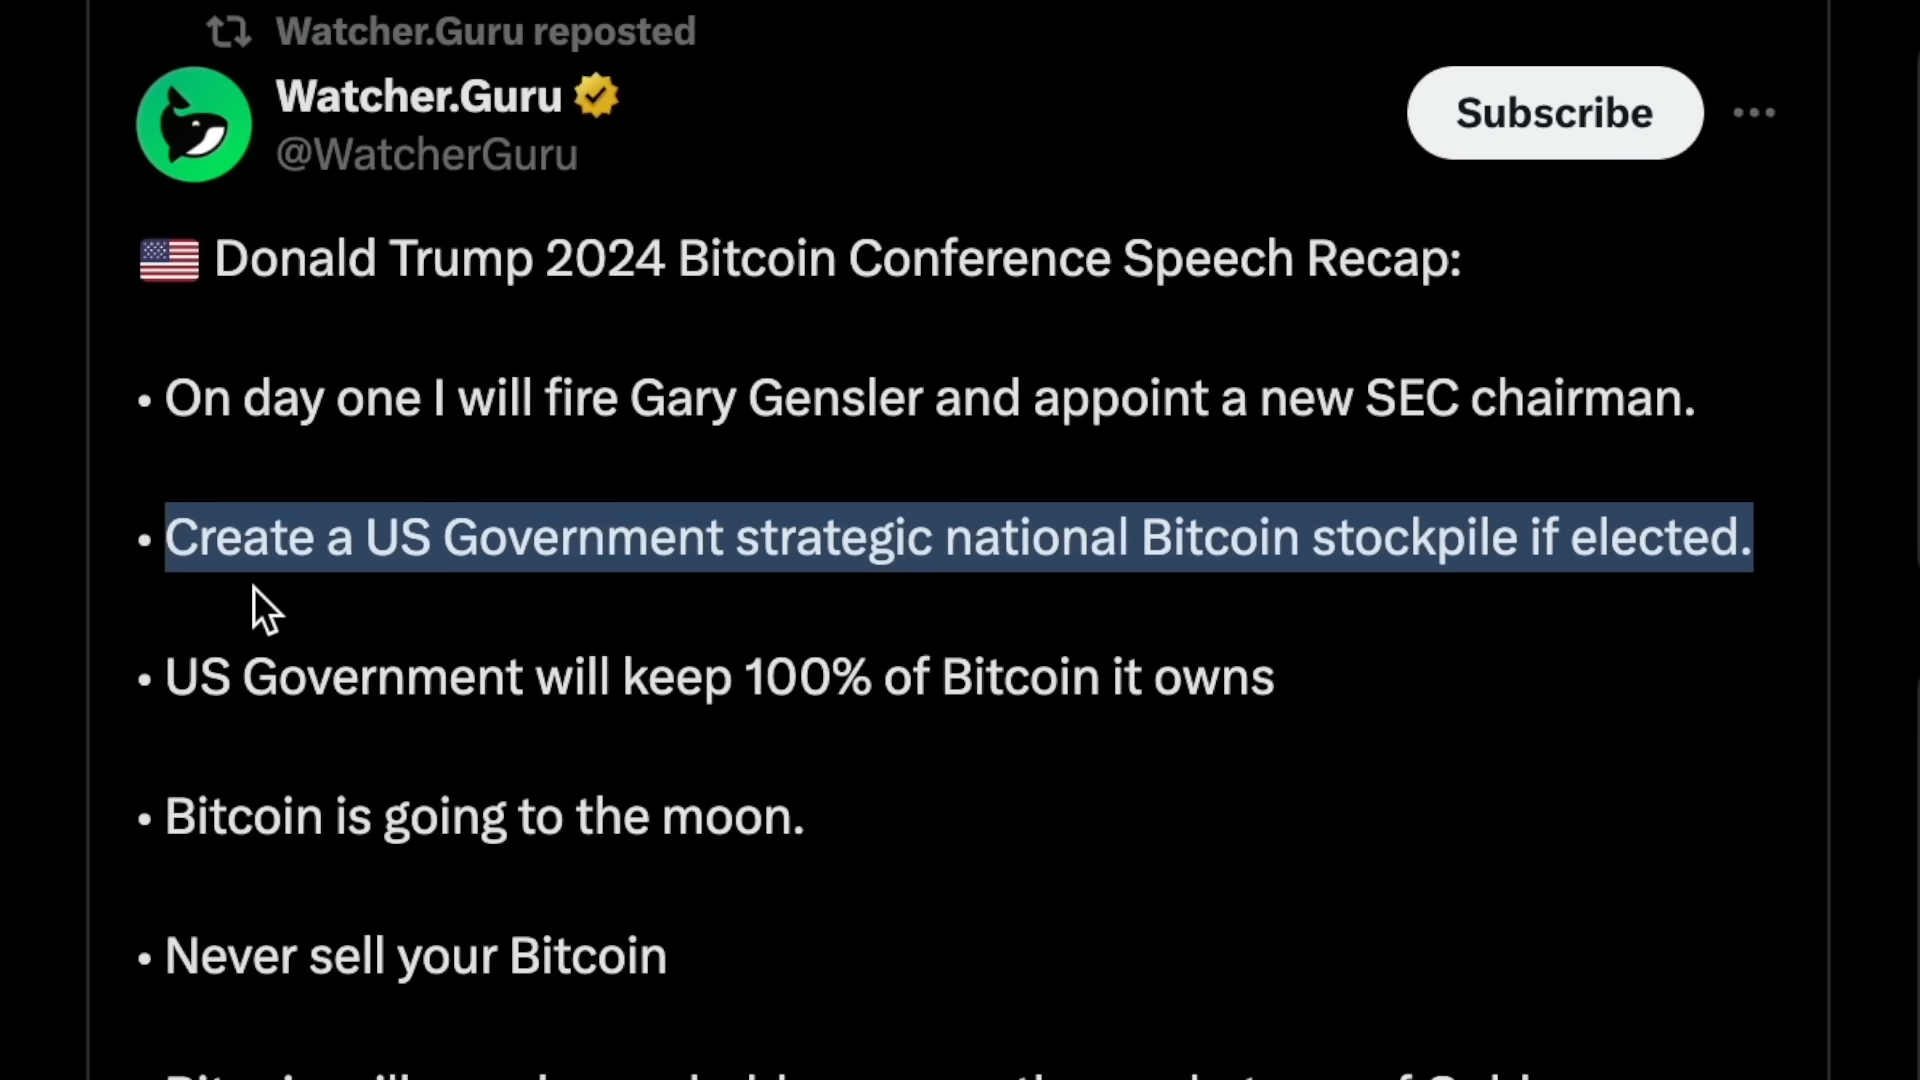 Watcher.Guru reposted
Watcher.Guru
@WatcherGuru
Subscribe
Donald Trump 2024 Bitcoin Conference Speech Recap:
• On day one I will fire Gary Gensler and appoint a new SEC chairman.
• Create a US Government strategic national Bitcoin stockpile if elected.
• US Government will keep 100% of Bitcoin it owns
• Bitcoin is going to the moon.
• Never sell your Bitcoin